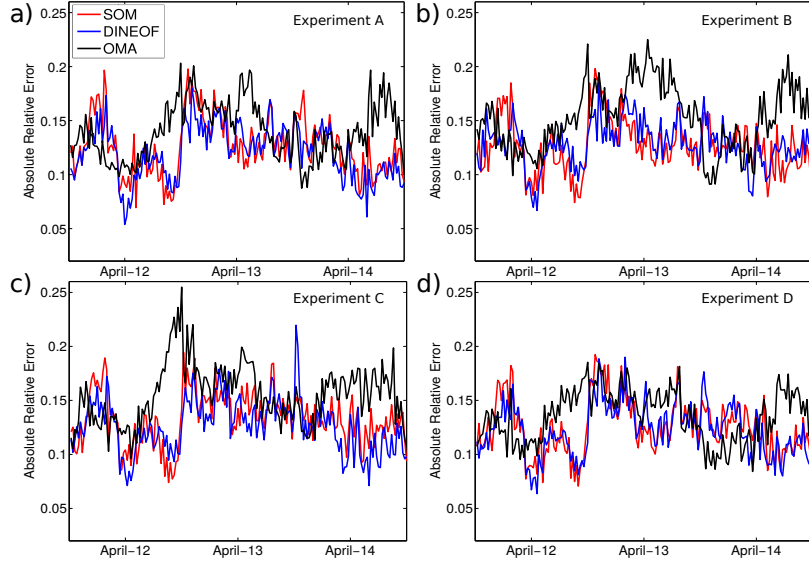 a)
Experiment A
SOM
DINEOF
OMA
Absolute Relative Error
0.25
0.2
0.15
0.1
0.05
April-12
April-13
April-14
b)
Experiment B
Absolute Relative Error
0.25
0.2
0.15
0.1
0.05
April-12
April-13
April-14
c)
Experiment C
Absolute Relative Error
0.25
0.2
0.15
0.1
0.05
April-12
April-13
April-14
d)
Experiment D
Absolute Relative Error
0.25
0.2
0.15
0.1
0.05
April-12
April-13
April-14